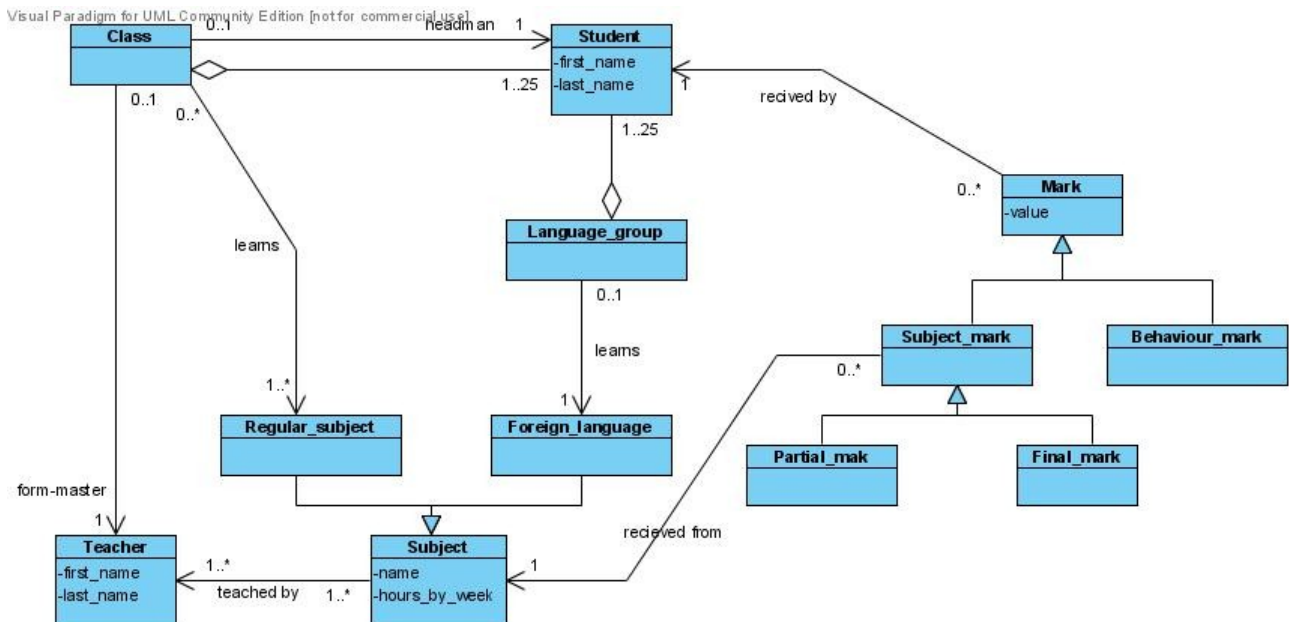 Visual Paradigm for UML Community Edition [not for commercial use]
Class
0..1
headman
1
Student
-first_name
-last_name
1..25
1
recived by
0..1
0..*
1..25
0..*
Mark
-value
Language_group
learns
0..1
Subject_mark
Behaviour_mark
learns
0..*
1..*
1
Regular_subject
Foreign_language
Partial_mak
Final_mark
form-master
1
Teacher
-first_name
-last_name
1..*
teached by
1..*
Subject
-name
-hours_by_week
1
recieved from